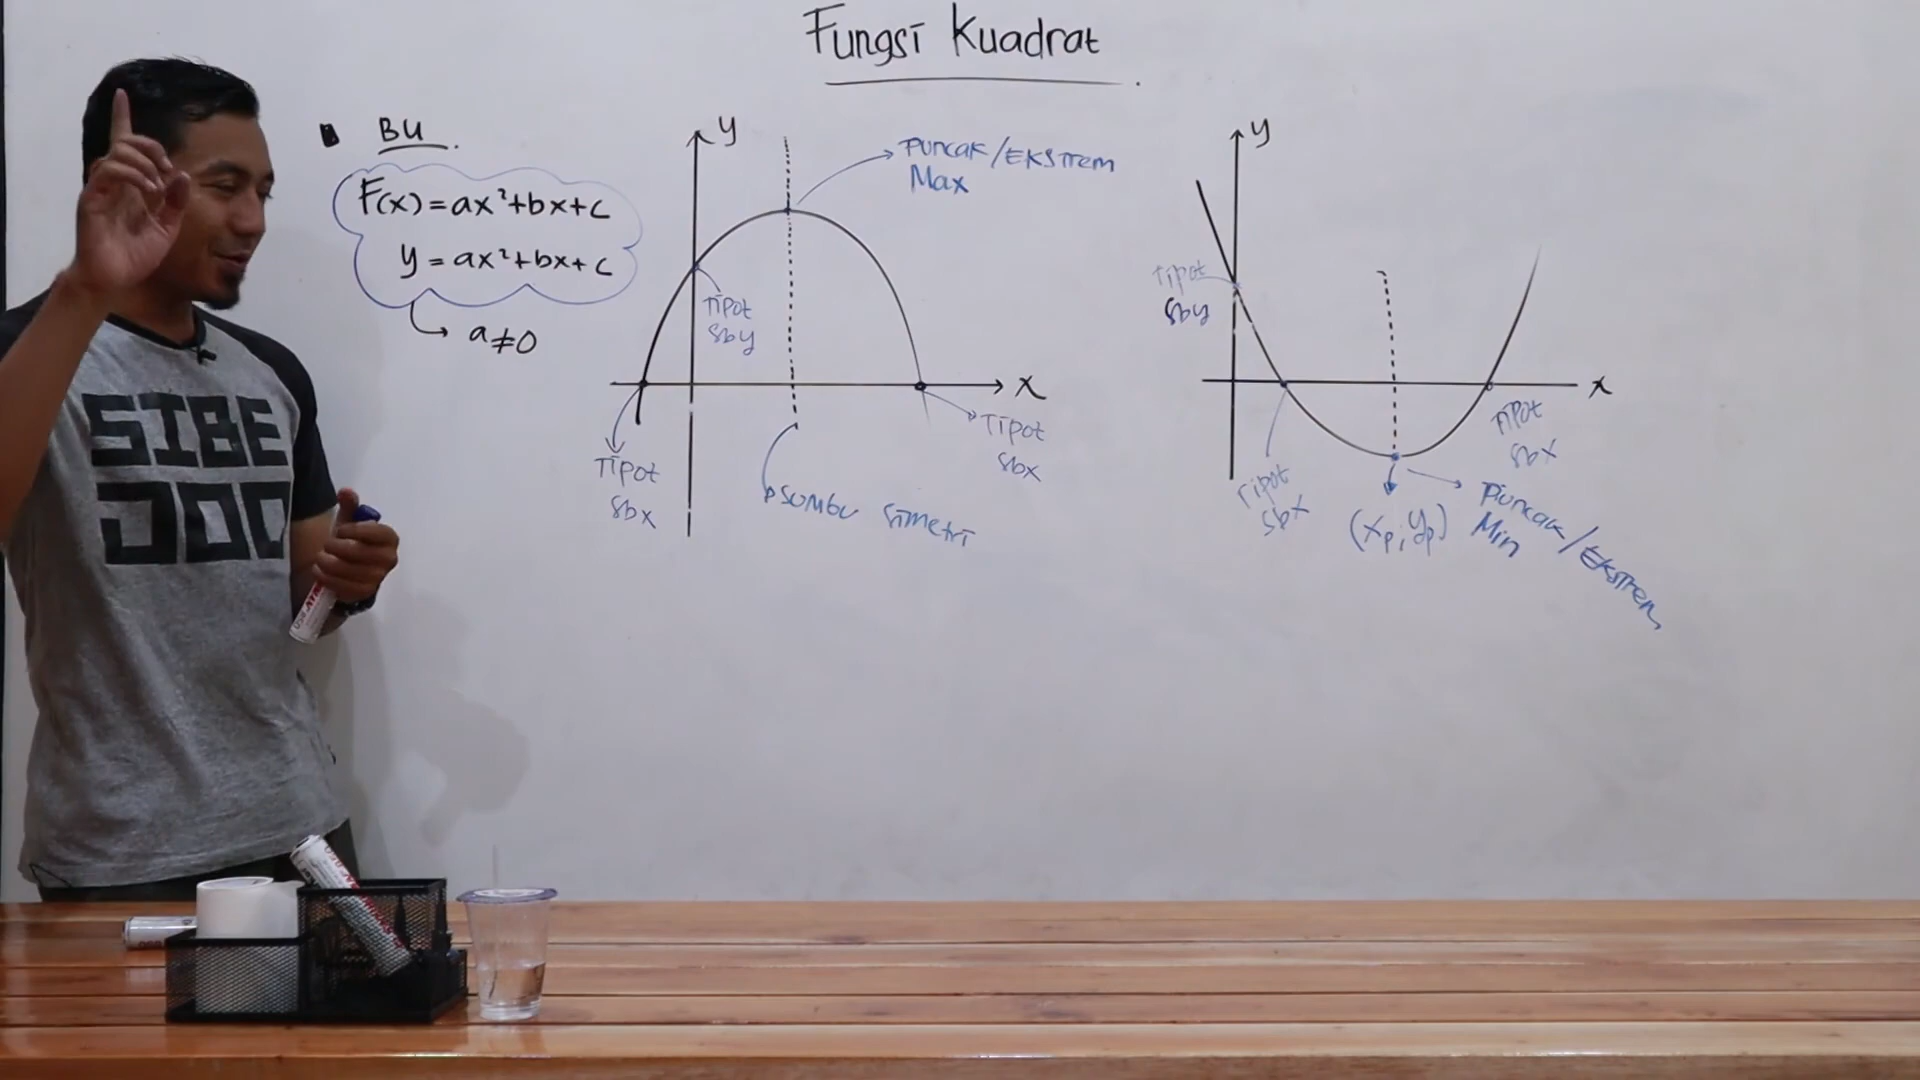 Fungsi Kuadrat
BU.
F(x)=ax²+bx+c
y=ax²+bx+c
a≠0
y
Puncak/Ekstrem
Max
Tipot
sby
x
Tipot
sbx
Tipot
sbx
Sumbu Simetri
y
Tipot
sby
x
Tipot
sbx
Tipot
sbx
(xp,yp)
Puncak/Ekstrem
Min
SIBE
JOO